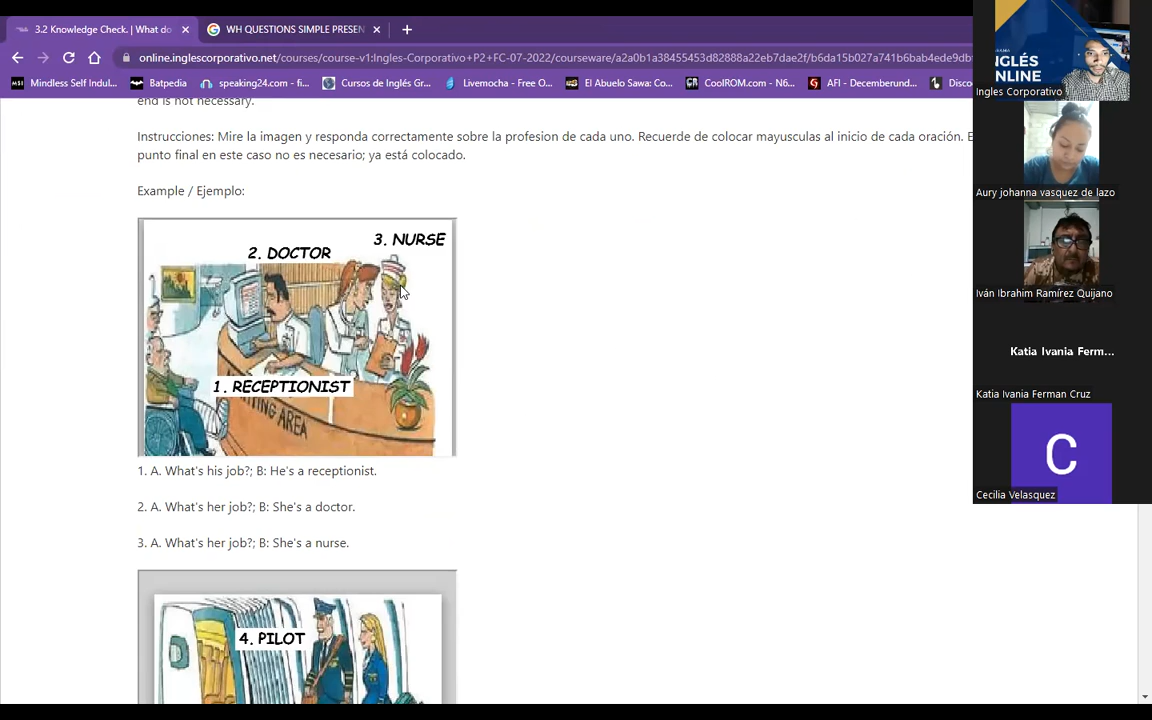 3.2 Knowledge Check. | What do
WH QUESTIONS SIMPLE PRESEN
online.inglescorporativo.net/courses/course-v1:Ingles-Corporativo+P2+FC-07-2022/courseware/a2a0b1a38455453d82888a22eb7dae2f/b6da15b027a741b6bab4ede9db
Mindless Self Indul...
Batpedia
speaking24.com - fi...
Cursos de Inglés Gr...
Livemocha - Free O...
El Abuelo Sawa: Co...
CoolROM.com - N6...
AFI - Decemberund...
Disco
end is not necessary.
Instrucciones: Mire la imagen y responda correctamente sobre la profesion de cada uno. Recuerde de colocar mayusculas al inicio de cada oración. E
punto final en este caso no es necesario; ya está colocado.
Example / Ejemplo:
3. NURSE
2. DOCTOR
1. RECEPTIONIST
WAITING AREA
1. A. What's his job?; B: He's a receptionist.
2. A. What's her job?; B: She's a doctor.
3. A. What's her job?; B: She's a nurse.
4. PILOT
NGLÉS
ONLINE
Ingles Corporativo
Aury johanna vasquez de lazo
Iván Ibrahim Ramírez Quijano
Katia Ivania Ferm...
Katia Ivania Ferman Cruz
C
Cecilia Velasquez